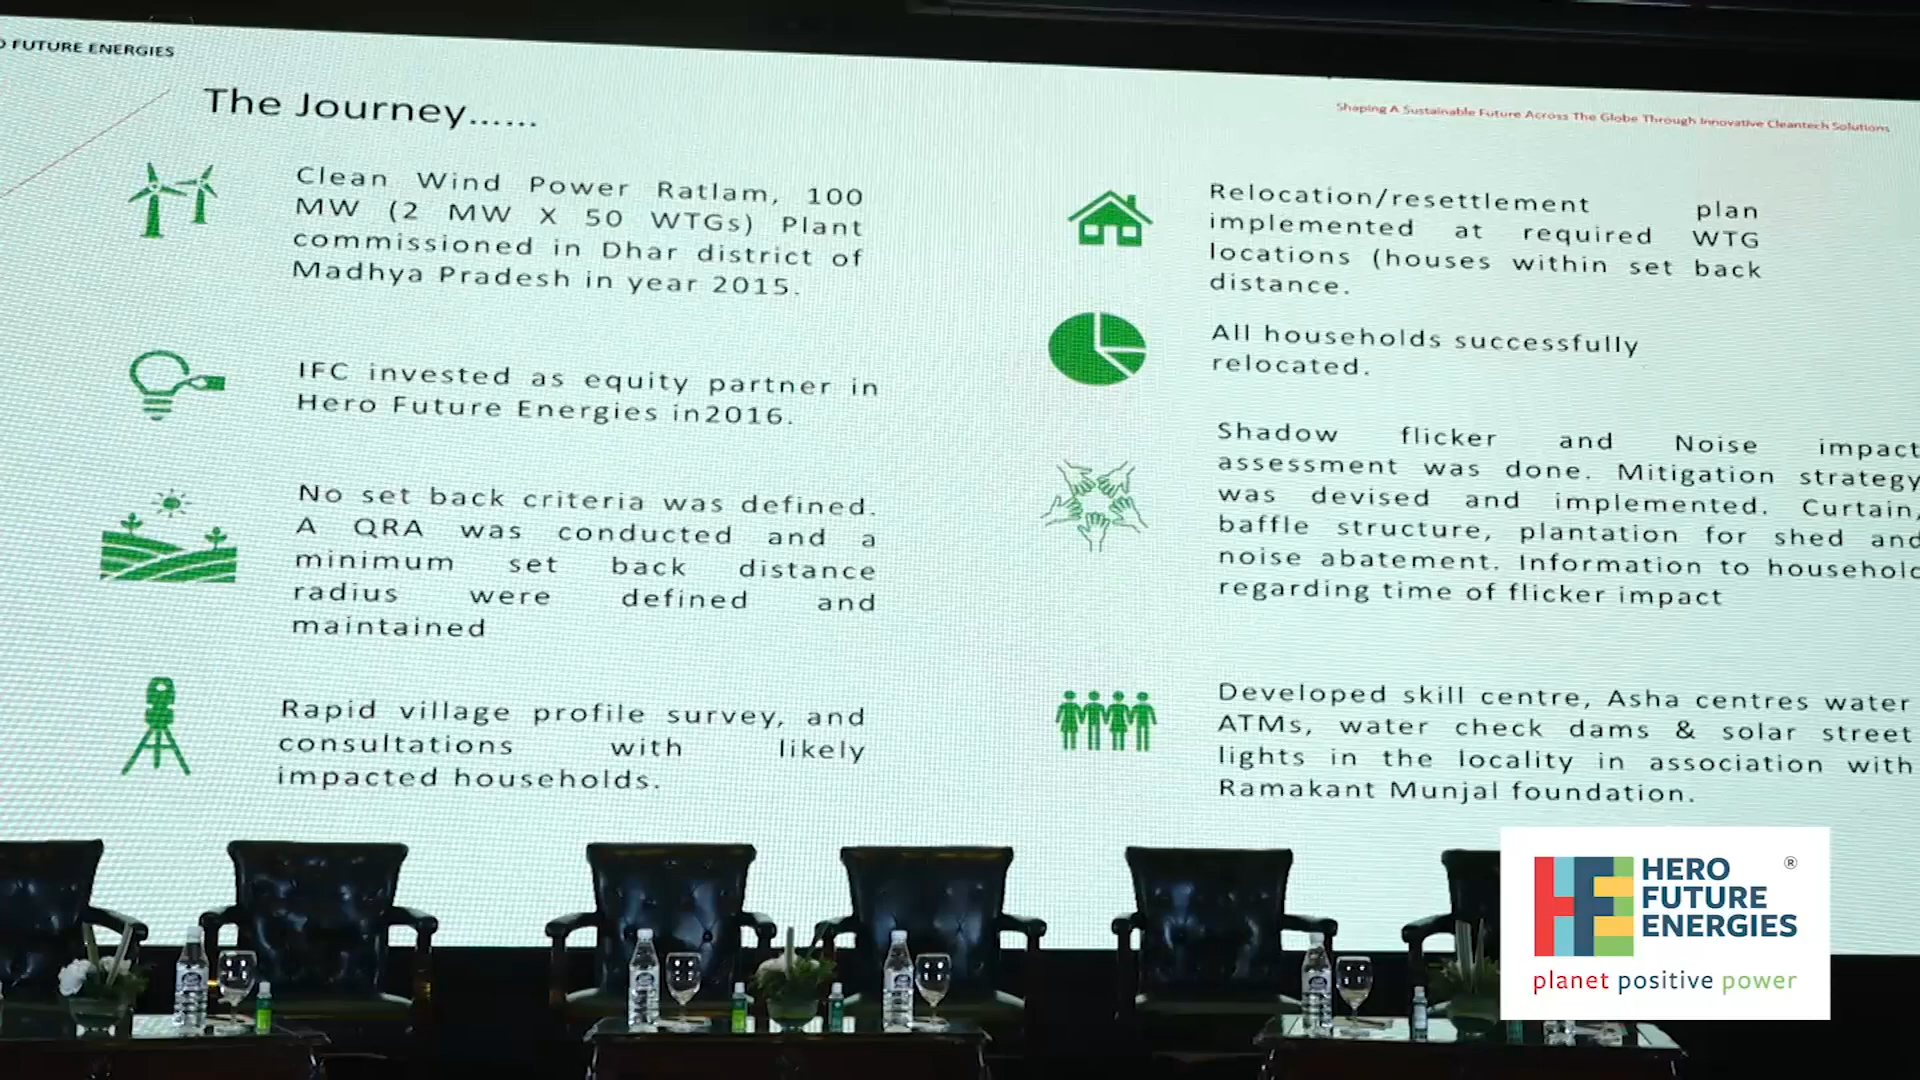 FUTURE ENERGIES
The Journey......
Shaping A Sustainable Future Across The Globe Through Innovative Cleantech Solutions
Clean Wind Power Ratlam, 100
MW (2 MW X 50 WTGs) Plant
commissioned in Dhar district of
Madhya Pradesh in year 2015.
IFC invested as equity partner in
Hero Future Energies in2016.
No set back criteria was defined.
A QRA was conducted and a
minimum set back distance
radius were defined and
maintained
Rapid village profile survey, and
consultations with likely
impacted households.
Relocation/resettlement plan
implemented at required WTG
locations (houses within set back
distance.
All households successfully
relocated.
Shadow flicker and Noise impact
assessment was done. Mitigation strategy
was devised and implemented. Curtain,
baffle structure, plantation for shed and
noise abatement. Information to household
regarding time of flicker impact
Developed skill centre, Asha centres water
ATMs, water check dams & solar street
lights in the locality in association with
Ramakant Munjal foundation.
HERO ®
FUTURE
ENERGIES
planet positive power